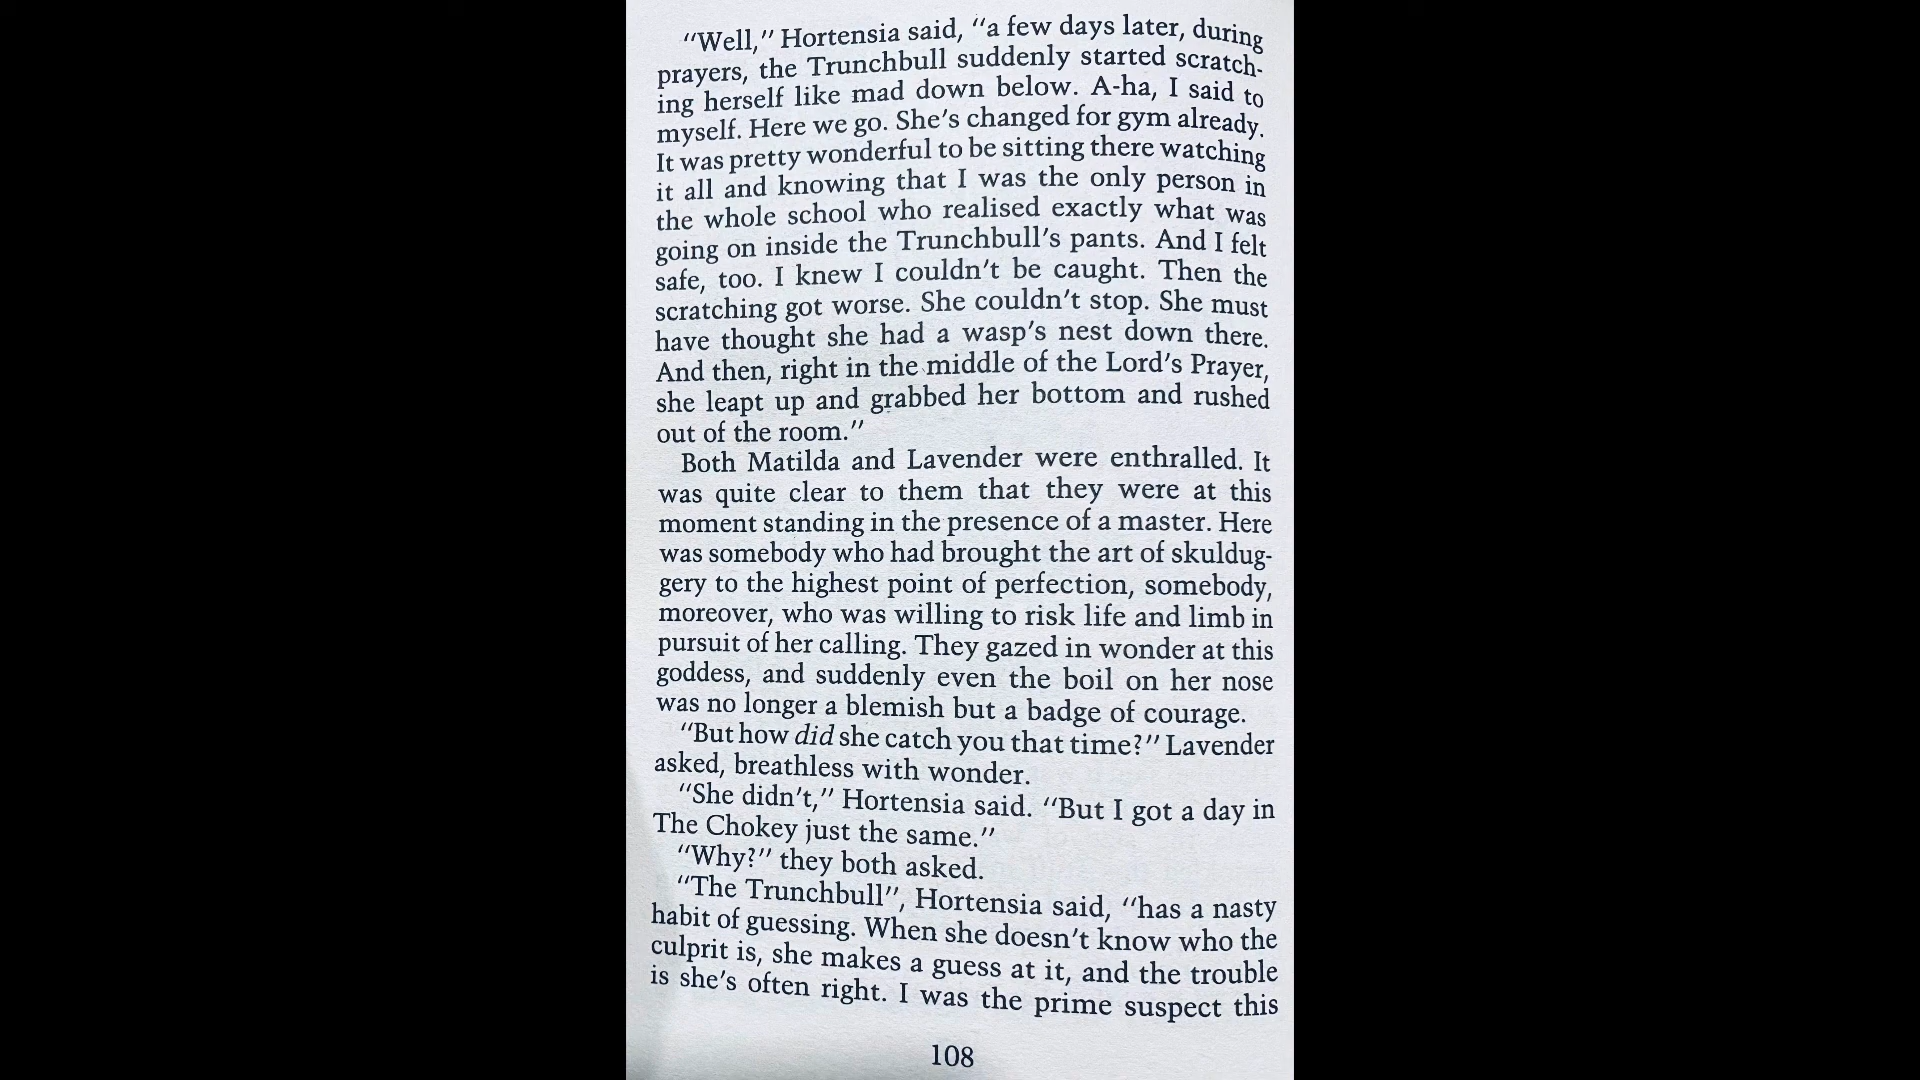 “Well,” Hortensia said, “a few days later, during
prayers, the Trunchbull suddenly started scratch-
ing herself like mad down below. A-ha, I said to
myself. Here we go. She’s changed for gym already.
It was pretty wonderful to be sitting there watching
it all and knowing that I was the only person in
the whole school who realised exactly what was
going on inside the Trunchbull’s pants. And I felt
safe, too. I knew I couldn’t be caught. Then the
scratching got worse. She couldn’t stop. She must
have thought she had a wasp’s nest down there.
And then, right in the middle of the Lord’s Prayer,
she leapt up and grabbed her bottom and rushed
out of the room.”
Both Matilda and Lavender were enthralled. It
was quite clear to them that they were at this
moment standing in the presence of a master. Here
was somebody who had brought the art of skuldug-
gery to the highest point of perfection, somebody,
moreover, who was willing to risk life and limb in
pursuit of her calling. They gazed in wonder at this
goddess, and suddenly even the boil on her nose
was no longer a blemish but a badge of courage.
“But how did she catch you that time?” Lavender
asked, breathless with wonder.
“She didn’t,” Hortensia said. “But I got a day in
The Chokey just the same.”
“Why?” they both asked.
“The Trunchbull”, Hortensia said, “has a nasty
habit of guessing. When she doesn’t know who the
culprit is, she makes a guess at it, and the trouble
is she’s often right. I was the prime suspect this
108